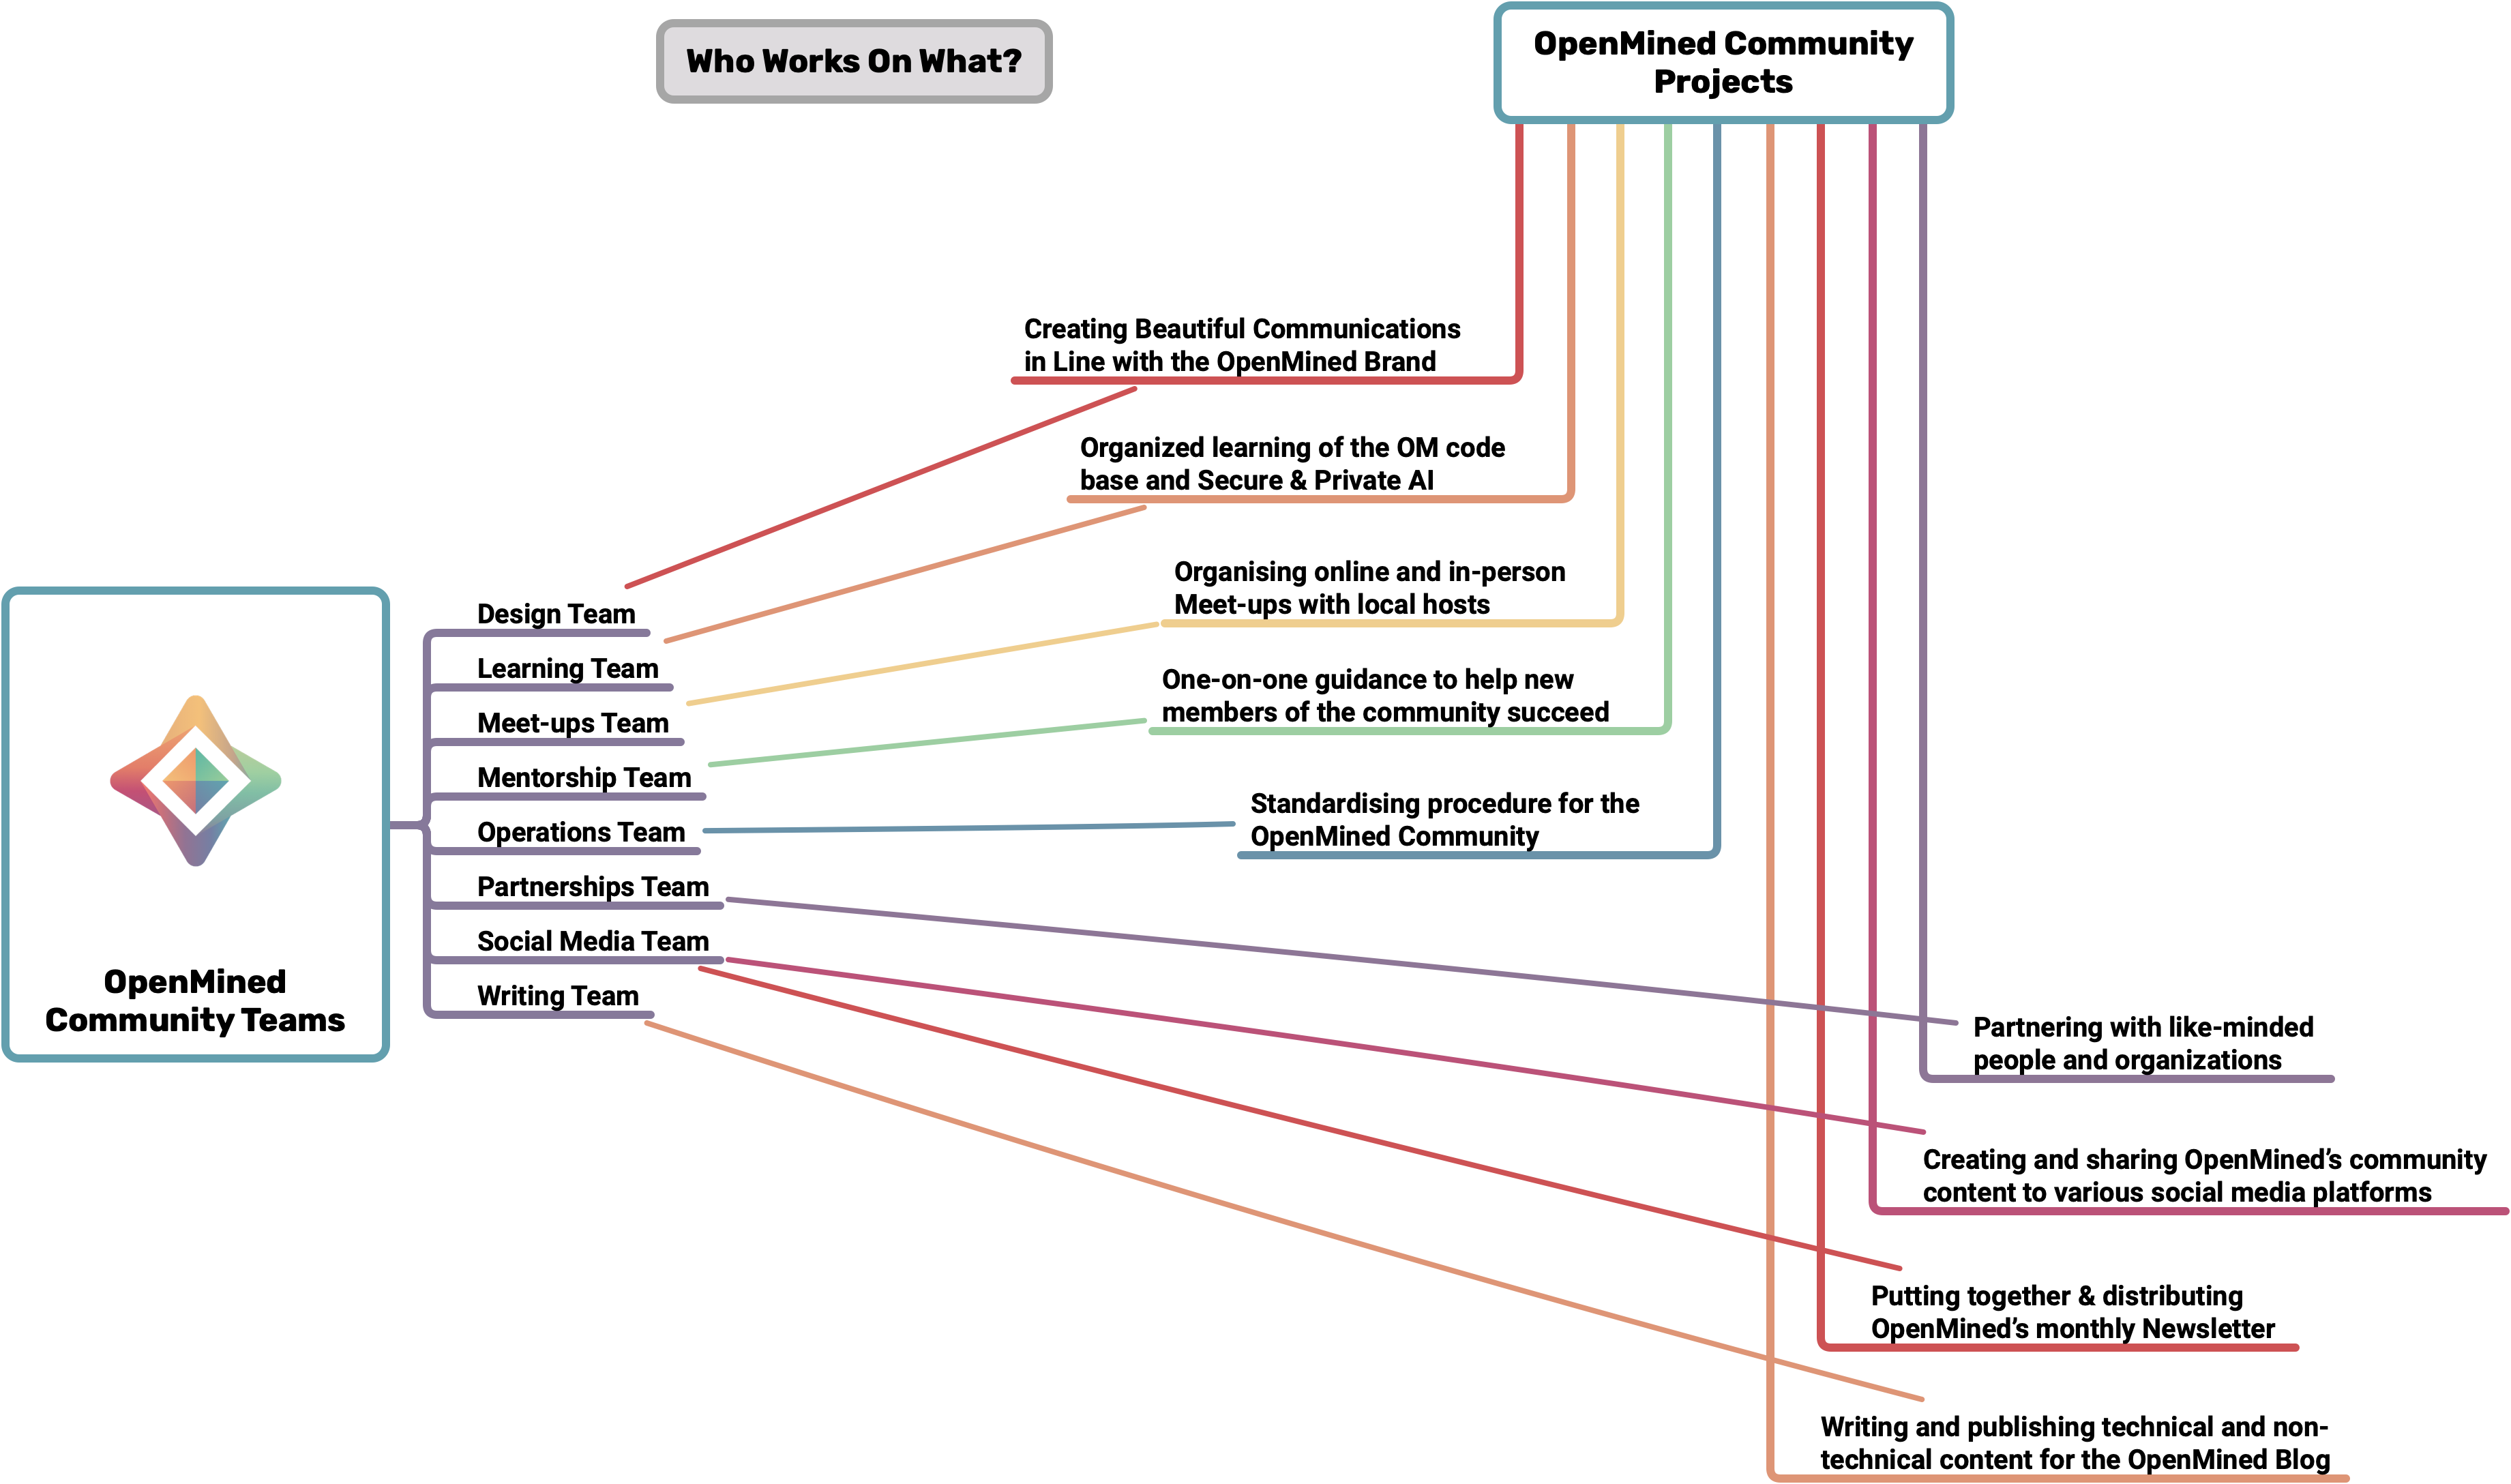 Who Works On What?
OpenMined Community
Projects
Creating Beautiful Communications
in Line with the OpenMined Brand
Organized learning of the OM code
base and Secure & Private AI
Organising online and in-person
Meet-ups with local hosts
One-on-one guidance to help new
members of the community succeed
Standardising procedure for the
OpenMined Community
Design Team
Learning Team
Meet-ups Team
Mentorship Team
Operations Team
Partnerships Team
Social Media Team
Writing Team
OpenMined
Community Teams
Partnering with like-minded
people and organizations
Creating and sharing OpenMined’s community
content to various social media platforms
Putting together & distributing
OpenMined’s monthly Newsletter
Writing and publishing technical and non-
technical content for the OpenMined Blog